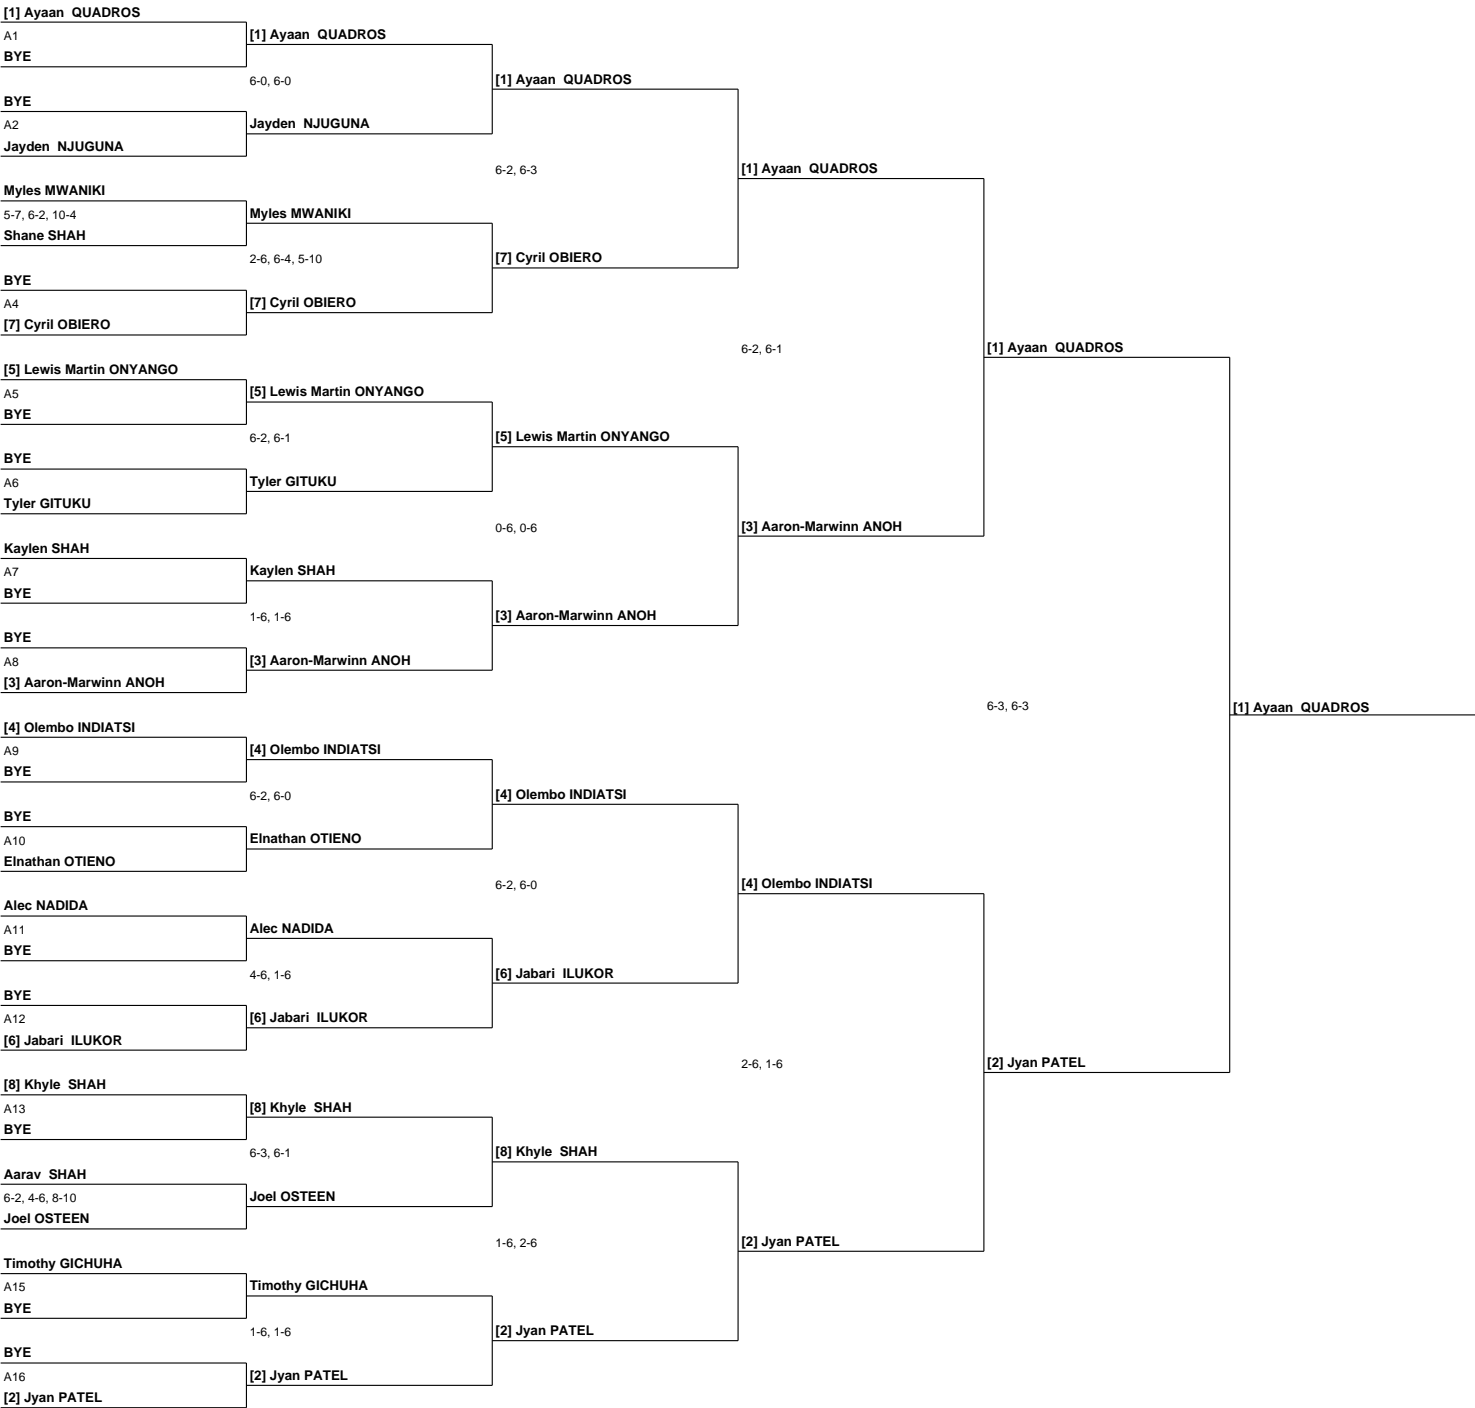 [1] Ayaan QUADROS
A1
BYE
BYE
A2
Jayden NJUGUNA
Myles MWANIKI
5-7, 6-2, 10-4
Shane SHAH
BYE
A4
[7] Cyril OBIERO
[5] Lewis Martin ONYANGO
A5
BYE
BYE
A6
Tyler GITUKU
Kaylen SHAH
A7
BYE
BYE
A8
[3] Aaron-Marwinn ANOH
[4] Olembo INDIATSI
A9
BYE
BYE
A10
Elnathan OTIENO
Alec NADIDA
A11
BYE
BYE
A12
[6] Jabari ILUKOR
[8] Khyle SHAH
A13
BYE
Aarav SHAH
6-2, 4-6, 8-10
Joel OSTEEN
Timothy GICHUHA
A15
BYE
BYE
A16
[2] Jyan PATEL
[1] Ayaan QUADROS
6-0, 6-0
Jayden NJUGUNA
Myles MWANIKI
2-6, 6-4, 5-10
[7] Cyril OBIERO
[5] Lewis Martin ONYANGO
6-2, 6-1
Tyler GITUKU
Kaylen SHAH
1-6, 1-6
[3] Aaron-Marwinn ANOH
[4] Olembo INDIATSI
6-2, 6-0
Elnathan OTIENO
Alec NADIDA
4-6, 1-6
[6] Jabari ILUKOR
[8] Khyle SHAH
6-3, 6-1
Joel OSTEEN
Timothy GICHUHA
1-6, 1-6
[2] Jyan PATEL
[1] Ayaan QUADROS
6-2, 6-3
[7] Cyril OBIERO
[5] Lewis Martin ONYANGO
0-6, 0-6
[3] Aaron-Marwinn ANOH
[4] Olembo INDIATSI
6-2, 6-0
[6] Jabari ILUKOR
[8] Khyle SHAH
1-6, 2-6
[2] Jyan PATEL
[1] Ayaan QUADROS
6-2, 6-1
[3] Aaron-Marwinn ANOH
[4] Olembo INDIATSI
2-6, 1-6
[2] Jyan PATEL
[1] Ayaan QUADROS
6-3, 6-3
[2] Jyan PATEL
[1] Ayaan QUADROS